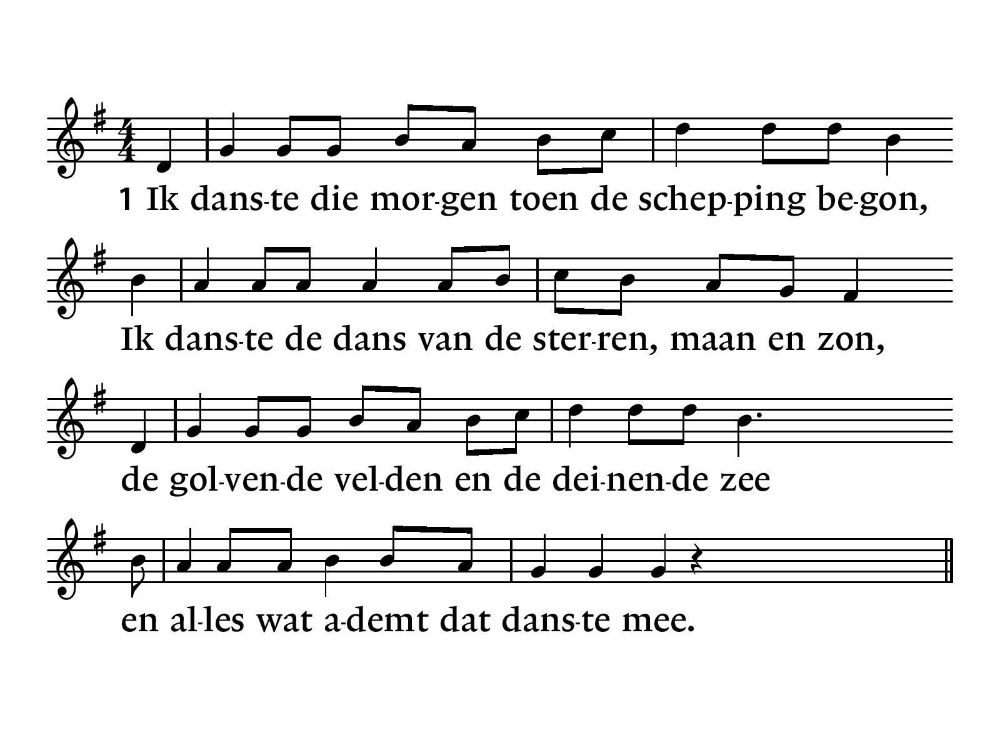 1 Ik dans-te die mor-gen toen de schep-ping be-gon,
Ik dans-te de dans van de ster-ren, maan en zon,
de gol-ven-de vel-den en de dei-nen-de zee
en al-les wat a-demt dat dans-te mee.